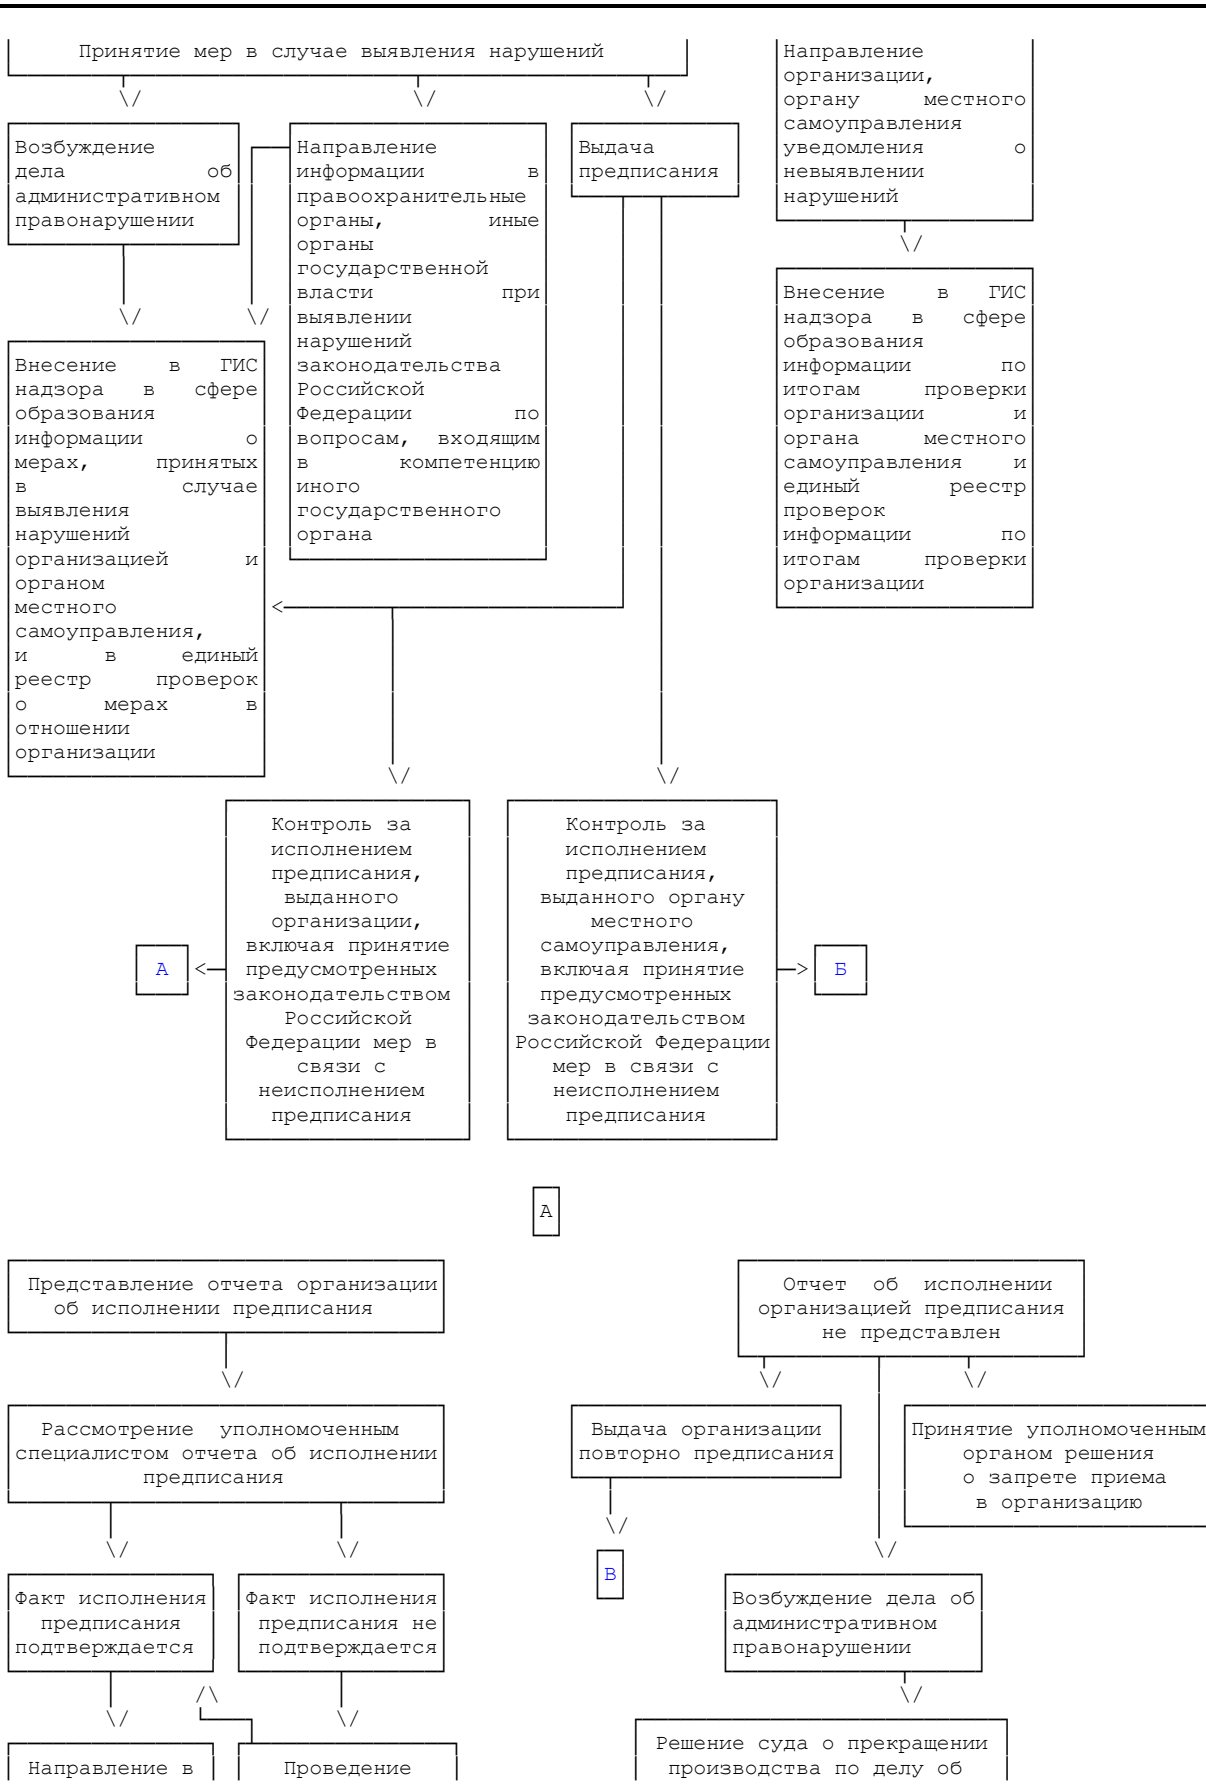 Принятие мер в случае выявления нарушений
Направление
организации,
органу местного
самоуправления
уведомления о
невыявлении
нарушений
Возбуждение
дела об
административном
правонарушении
Направление
информации в
правоохранительные
органы, иные
органы
государственной
власти при
выявлении
нарушений
законодательства
Российской
Федерации по
вопросам, входящим
в компетенцию
иного
государственного
органа
Выдача
предписания
Внесение в ГИС
надзора в сфере
образования
информации по
итогам проверки
организации и
органа местного
самоуправления и
единый реестр
проверок
информации по
итогам проверки
организации
Внесение в ГИС
надзора в сфере
образования
информации о
мерах, принятых
в случае
выявления
нарушений
организацией и
органом
местного
самоуправления,
и в единый
реестр проверок
о мерах в
отношении
организации
Контроль за
исполнением
предписания,
выданного
организации,
включая принятие
предусмотренных
законодательством
Российской
Федерации мер в
связи с
неисполнением
предписания
А
Контроль за
исполнением
предписания,
выданного органу
местного
самоуправления,
включая принятие
предусмотренных
законодательством
Российской Федерации
мер в связи с
неисполнением
предписания
Б
А
Представление отчета организации
об исполнении предписания
Отчет об исполнении
организацией предписания
не представлен
Рассмотрение уполномоченным
специалистом отчета об исполнении
предписания
Выдача организации
повторно предписания
Принятие уполномоченным
органом решения
о запрете приема
в организацию
В
Факт исполнения
предписания
подтверждается
Факт исполнения
предписания не
подтверждается
Возбуждение дела об
административном
правонарушении
Направление в
Проведение
Решение суда о прекращении
производства по делу об